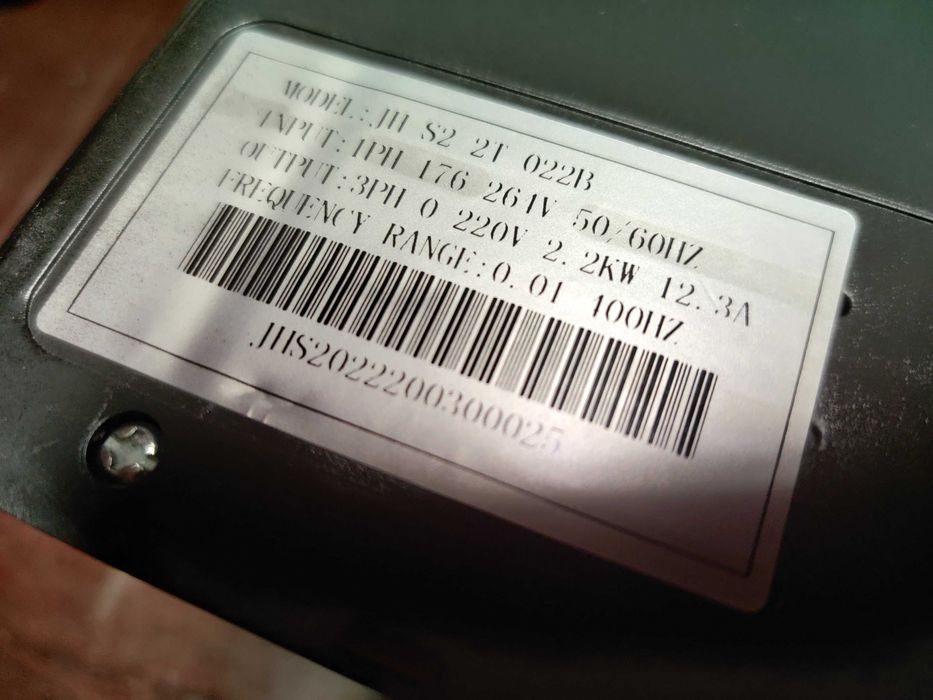 MODEL:JH S2 2T 022B
INPUT:1PH 176 264V 50/60HZ
OUTPUT:3PH 0 220V 2.2KW 12.3A
FREQUENCY RANGE:0.01 400HZ
JHS2022200300025